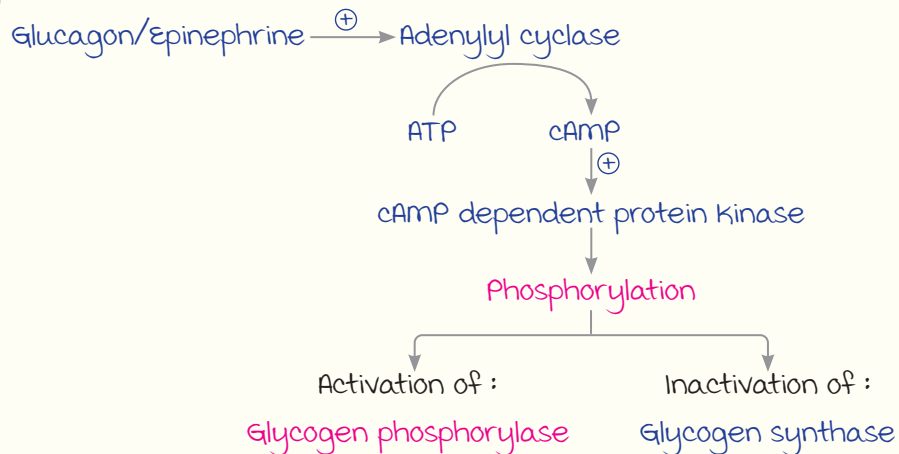 Glucagon/Epinephrine + Adenylyl cyclase
ATP cAMP
+
cAMP dependent protein kinase
Phosphorylation
Activation of : Inactivation of :
Glycogen phosphorylase Glycogen synthase